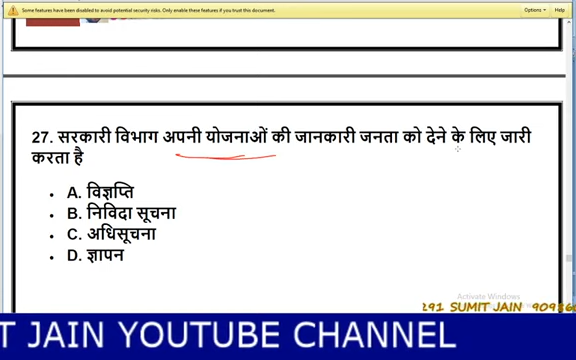 Some features have been disabled to avoid potential security risks. Only enable these features if you trust this document.
Options
Help
27. सरकारी विभाग अपनी योजनाओं की जानकारी जनता को देने के लिए जारी
करता है
• A. विज्ञप्ति
• B. निविदा सूचना
• C. अधिसूचना
• D. ज्ञापन
Activate Windows
291 SUMIT JAIN 90936
T JAIN YOUTUBE CHANNEL